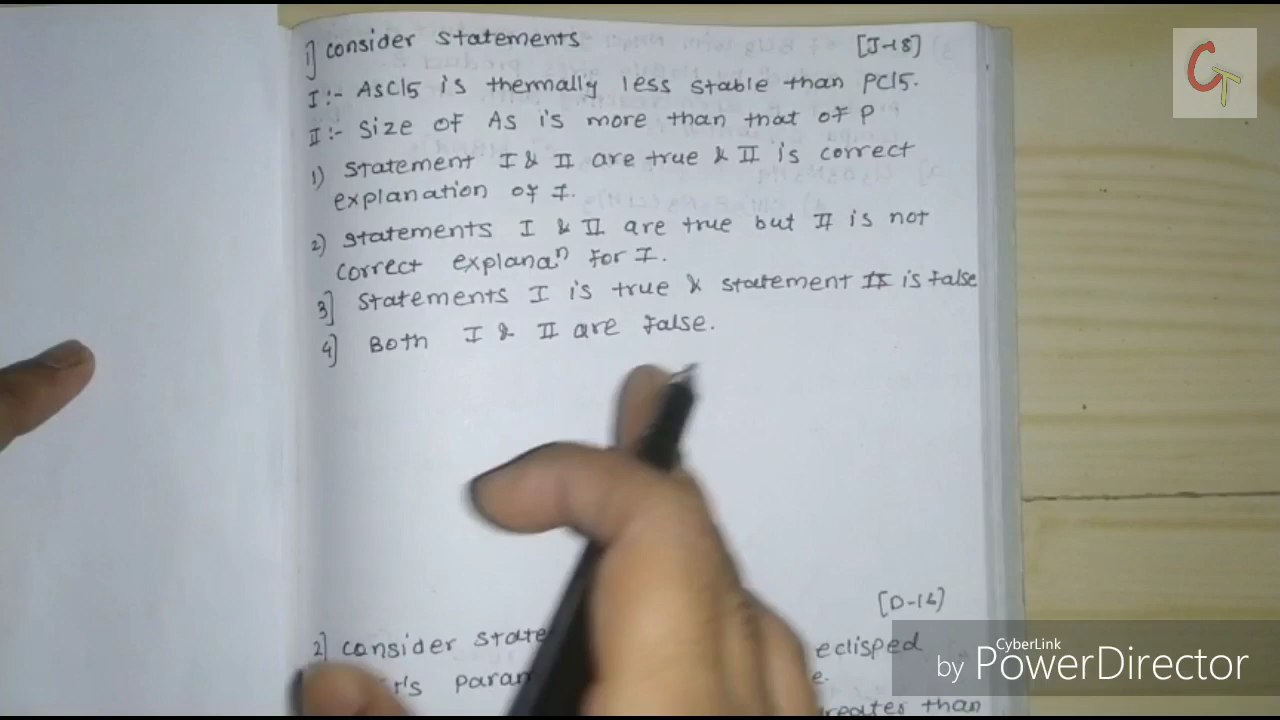 1] Consider statements [J-18]
I :- AsCl5 is thermally less stable than PCl5.
II :- Size of As is more than that of P
1) Statement I & II are true & II is correct
explanation of I.
2) Statements I & II are true but II is not
correct explanaⁿ for I.
3] Statements I is true & statement II is false
4] Both I & II are false.
[D-16]
2] Consider eclisped
greater than
CT
CyberLink
by PowerDirector